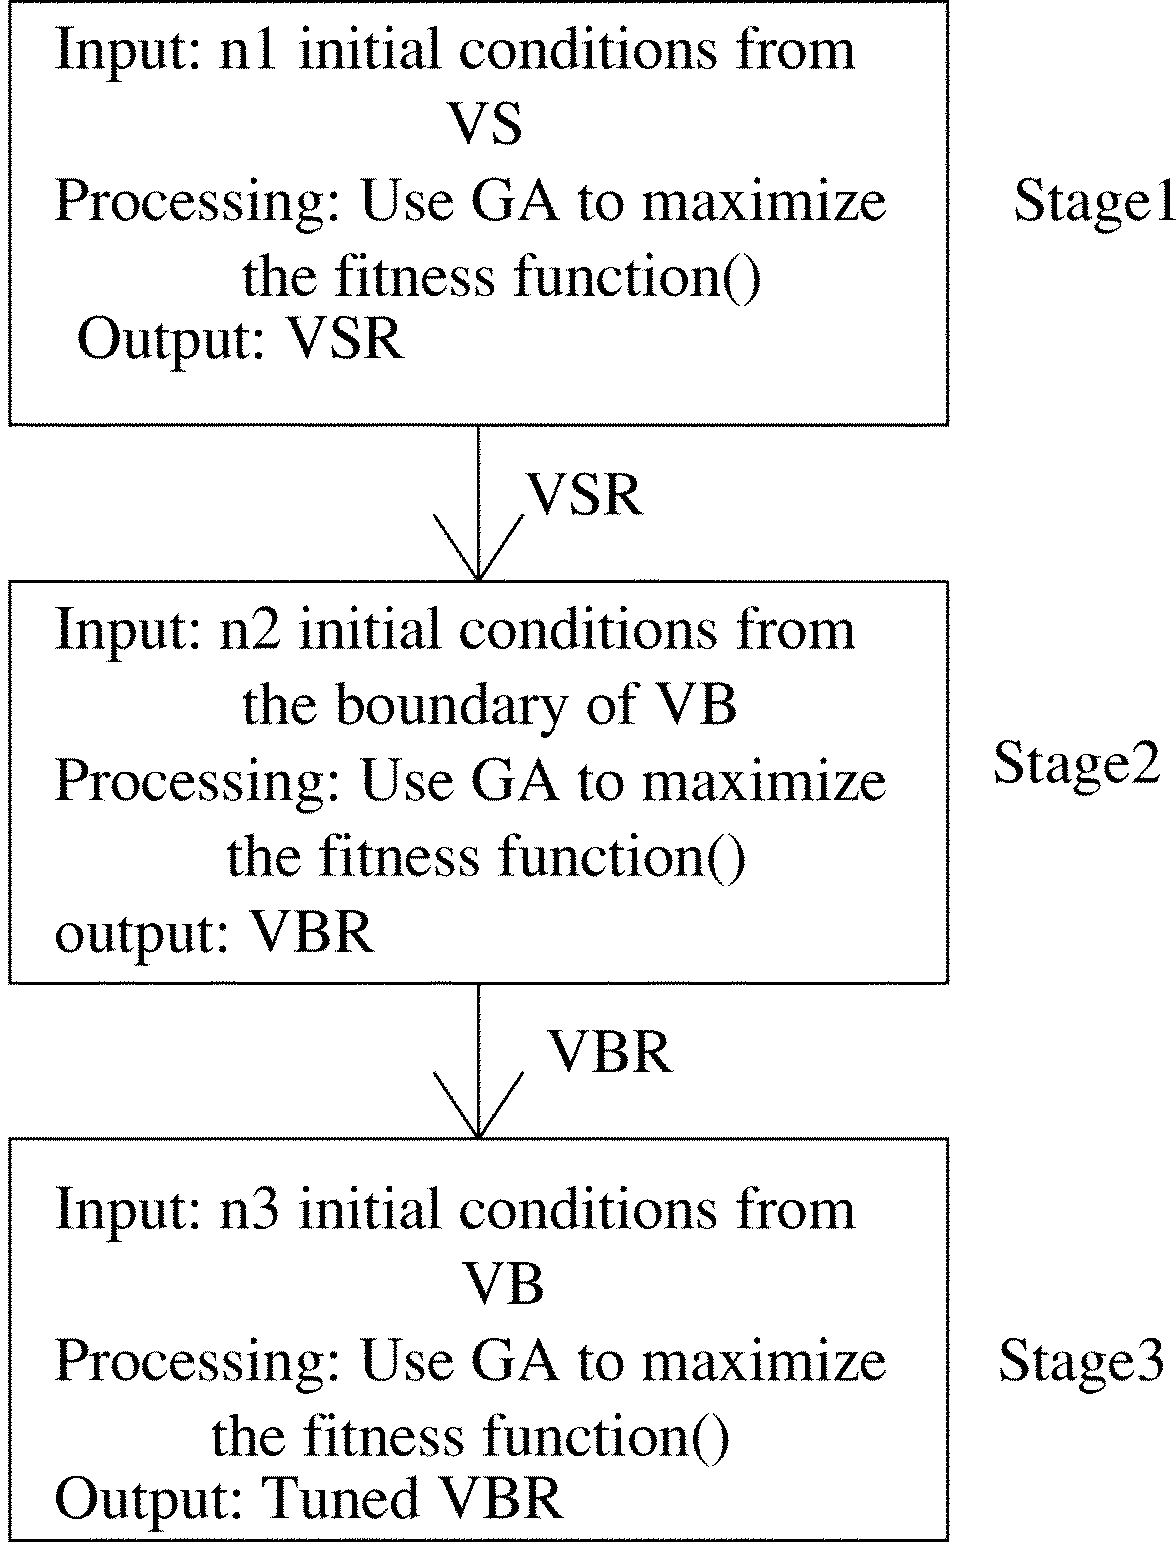 Input: n1 initial conditions from
VS
Processing: Use GA to maximize
the fitness function()
Output: VSR
Stage1
VSR
Input: n2 initial conditions from
the boundary of VB
Processing: Use GA to maximize
the fitness function()
output: VBR
Stage2
VBR
Input: n3 initial conditions from
VB
Processing: Use GA to maximize
the fitness function()
Output: Tuned VBR
Stage3